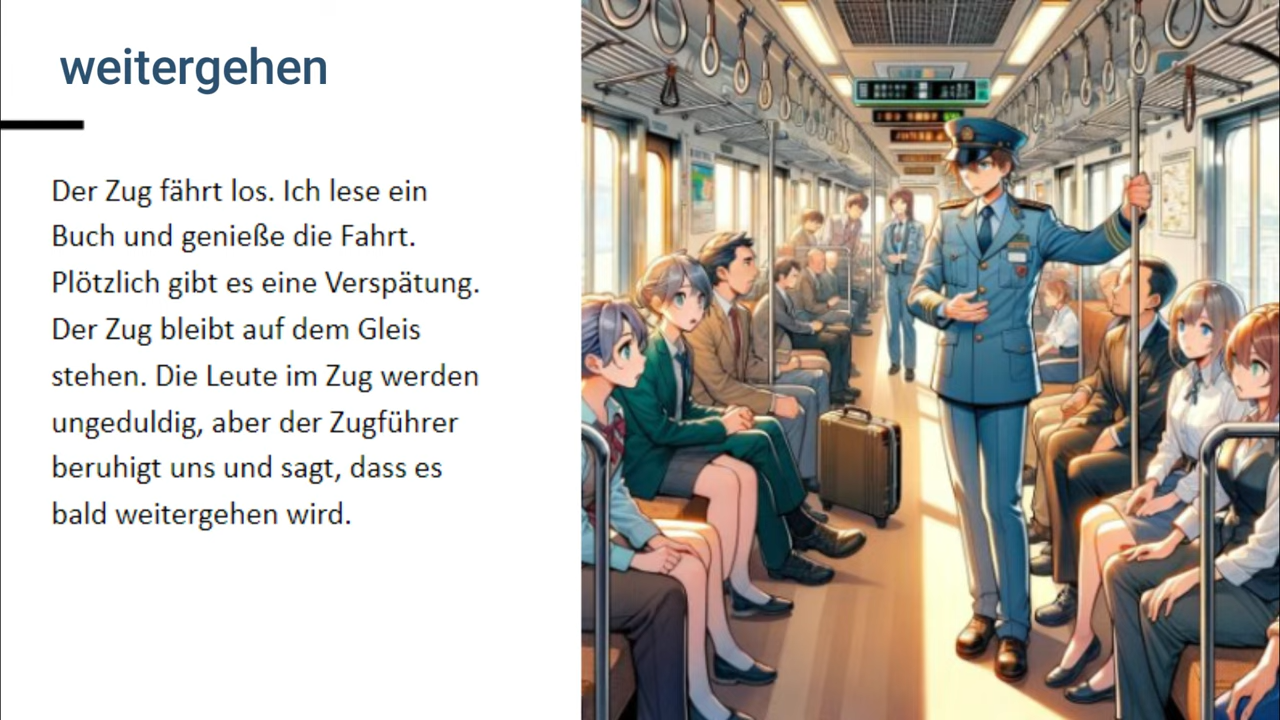 weitergehen
Der Zug fährt los. Ich lese ein
Buch und genieße die Fahrt.
Plötzlich gibt es eine Verspätung.
Der Zug bleibt auf dem Gleis
stehen. Die Leute im Zug werden
ungeduldig, aber der Zugführer
beruhigt uns und sagt, dass es
bald weitergehen wird.